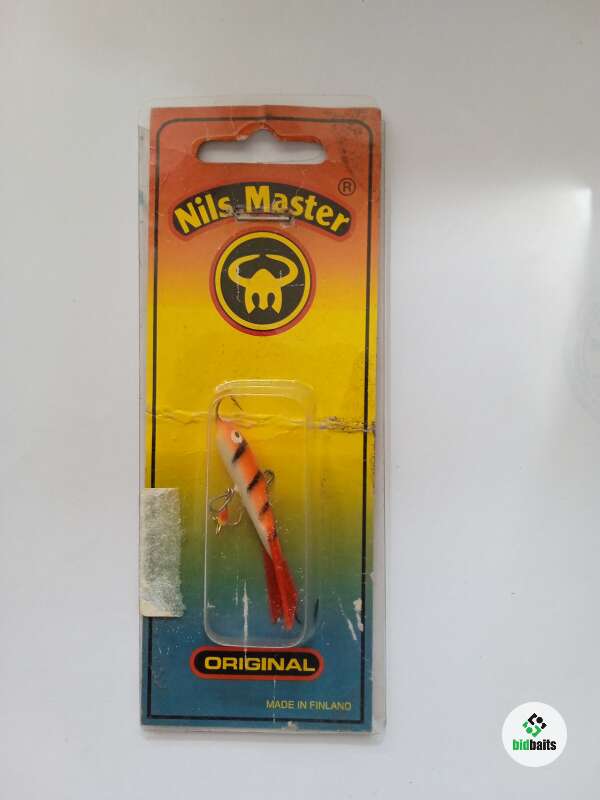 Nils Master
®
ORIGINAL
MADE IN FINLAND
bidbaits